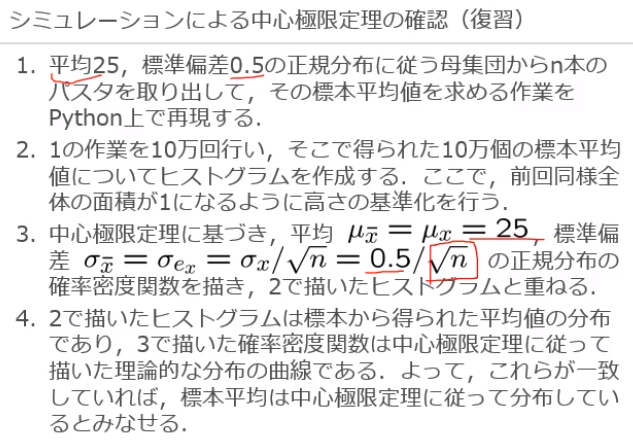 シミュレーションによる中心極限定理の確認（復習）
1. 平均25，標準偏差0.5の正規分布に従う母集団からn本の
パスタを取り出して，その標本平均値を求める作業を
Python上で再現する．
2. 1の作業を10万回行い，そこで得られた10万個の標本平均
値についてヒストグラムを作成する．ここで，前回同様全
体の面積が1になるように高さの基準化を行う．
3. 中心極限定理に基づき，平均 μ_x̄ = μ_x = 25，標準偏
差 σ_x̄ = σ_{e_x} = σ_x/√n = 0.5/√n の正規分布の
確率密度関数を描き，2で描いたヒストグラムと重ねる．
4. 2で描いたヒストグラムは標本から得られた平均値の分布
であり，3で描いた確率密度関数は中心極限定理に従って
描いた理論的な分布の曲線である．よって，これらが一致
していれば，標本平均は中心極限定理に従って分布してい
るとみなせる．